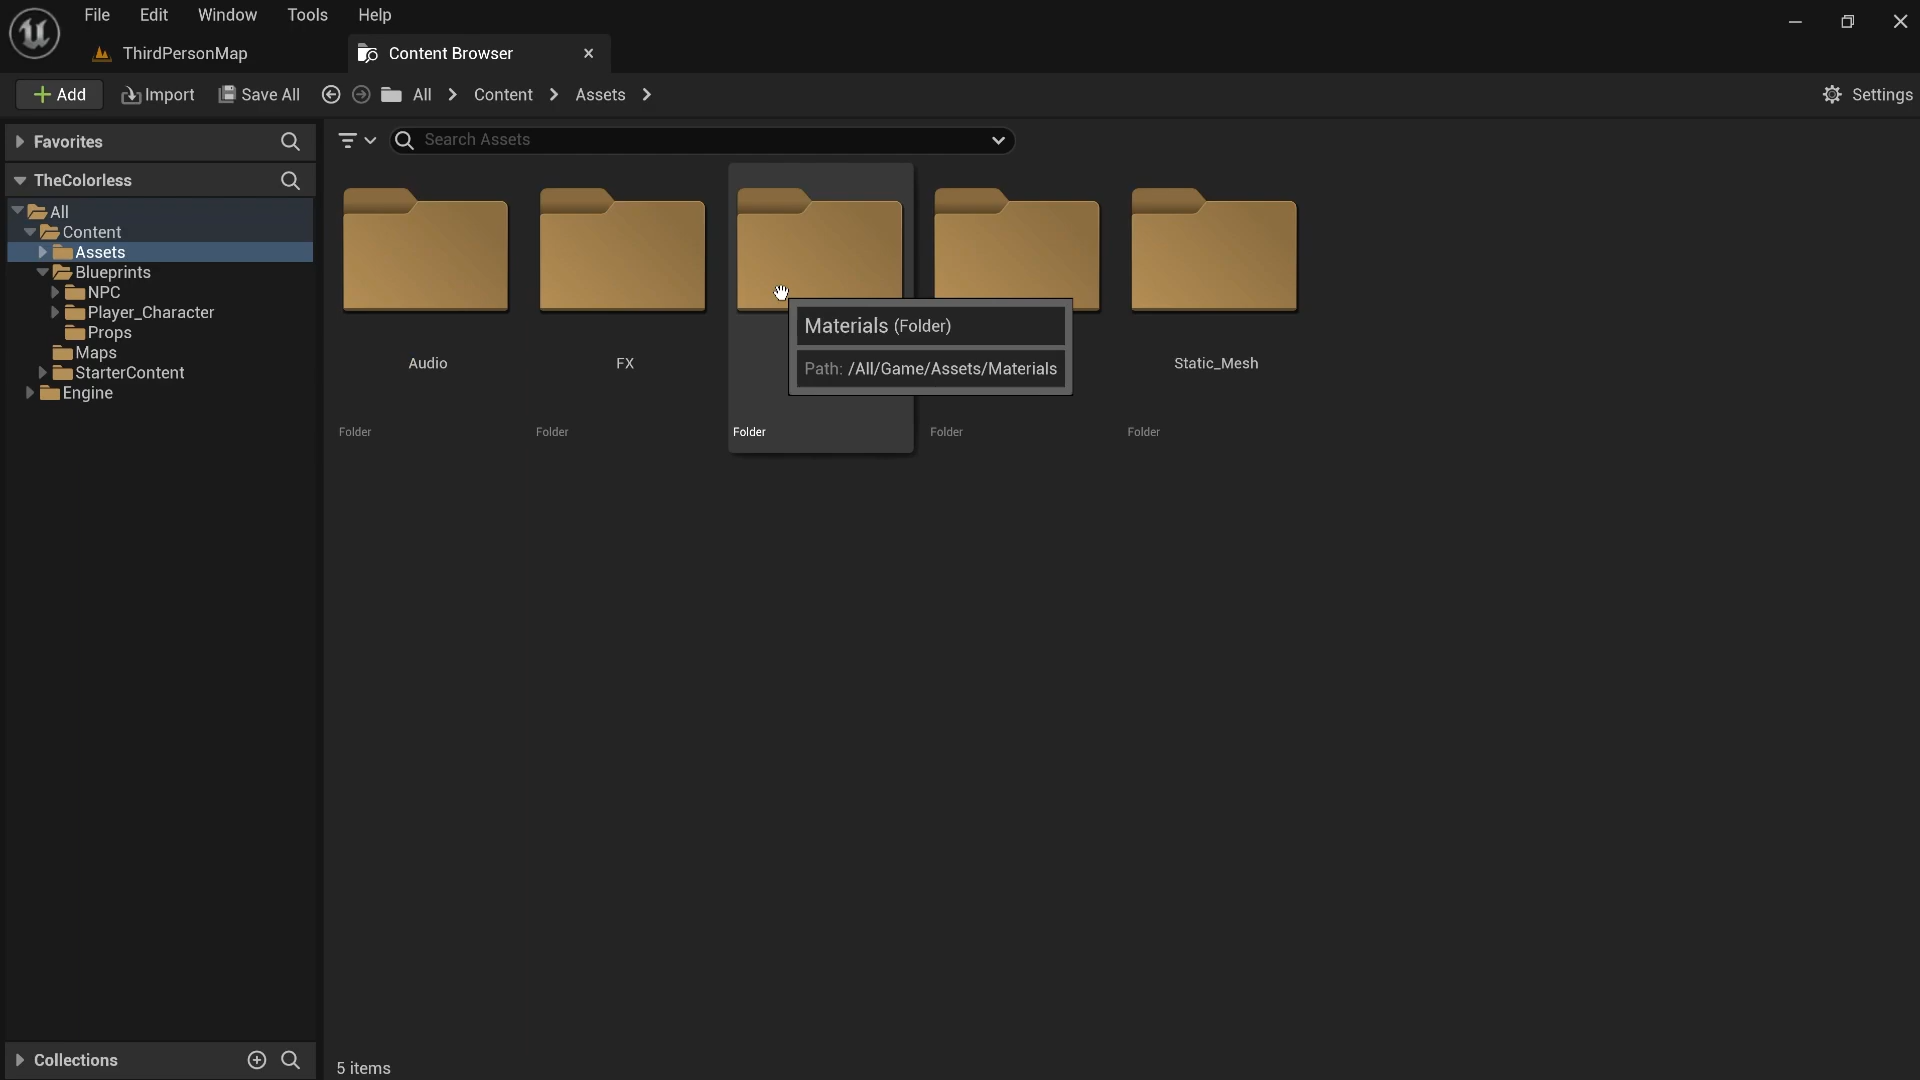 File Edit Window Tools Help
ThirdPersonMap Content Browser
Add Import Save All All Content Assets Settings
Favorites
Search Assets
TheColorless
All
Content
Assets
Blueprints
NPC
Player_Character
Props
Maps
StarterContent
Engine
Materials (Folder)
Path: /All/Game/Assets/Materials
Audio FX Static_Mesh
Folder Folder Folder Folder Folder
Collections
5 items